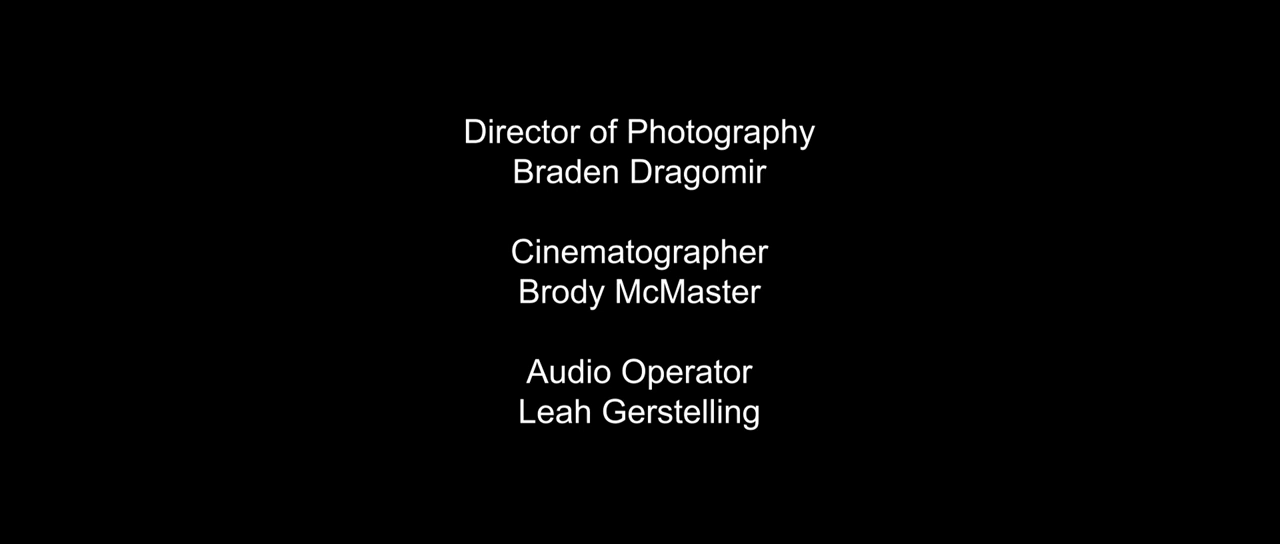 Director of Photography
Braden Dragomir
Cinematographer
Brody McMaster
Audio Operator
Leah Gerstelling